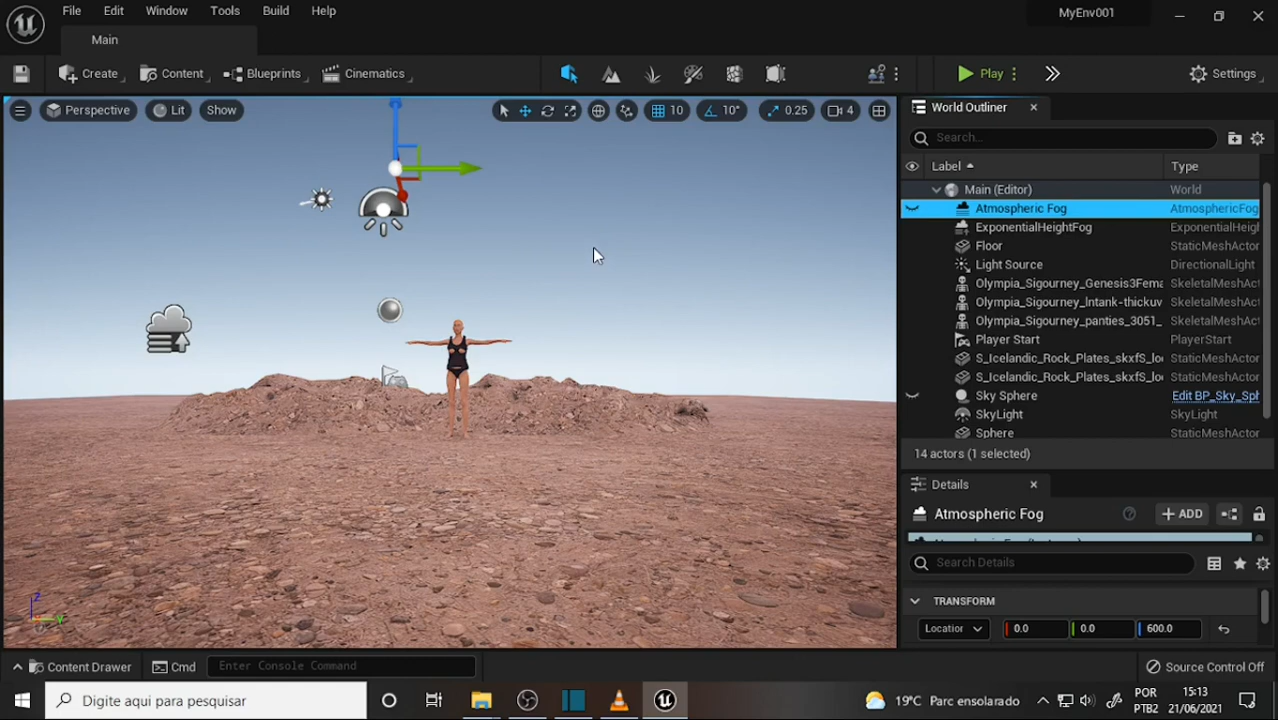 File Edit Window Tools Build Help
MyEnv001
Main
Create Content Blueprints Cinematics Play Settings
Perspective Lit Show 10 10° 0.25 4
World Outliner
Search...
Label Type
Main (Editor) World
Atmospheric Fog AtmosphericFog
ExponentialHeightFog ExponentialHeigh
Floor StaticMeshActor
Light Source DirectionalLight
Olympia_Sigourney_Genesis3Fema SkeletalMeshAct
Olympia_Sigourney_lntank-thickuv SkeletalMeshAct
Olympia_Sigourney_panties_3051_ SkeletalMeshAct
Player Start PlayerStart
S_Icelandic_Rock_Plates_skxfS_lo StaticMeshActor
S_Icelandic_Rock_Plates_skxfS_lo StaticMeshActor
Sky Sphere Edit BP_Sky_Sph
SkyLight SkyLight
Sphere StaticMeshActor
14 actors (1 selected)
Details
Atmospheric Fog ADD
Search Details
TRANSFORM
Location 0.0 0.0 600.0
Z
Y
Content Drawer Cmd Enter Console Command Source Control Off
Digite aqui para pesquisar 19°C Parc ensolarado POR 15:13
PTB2 21/06/2021